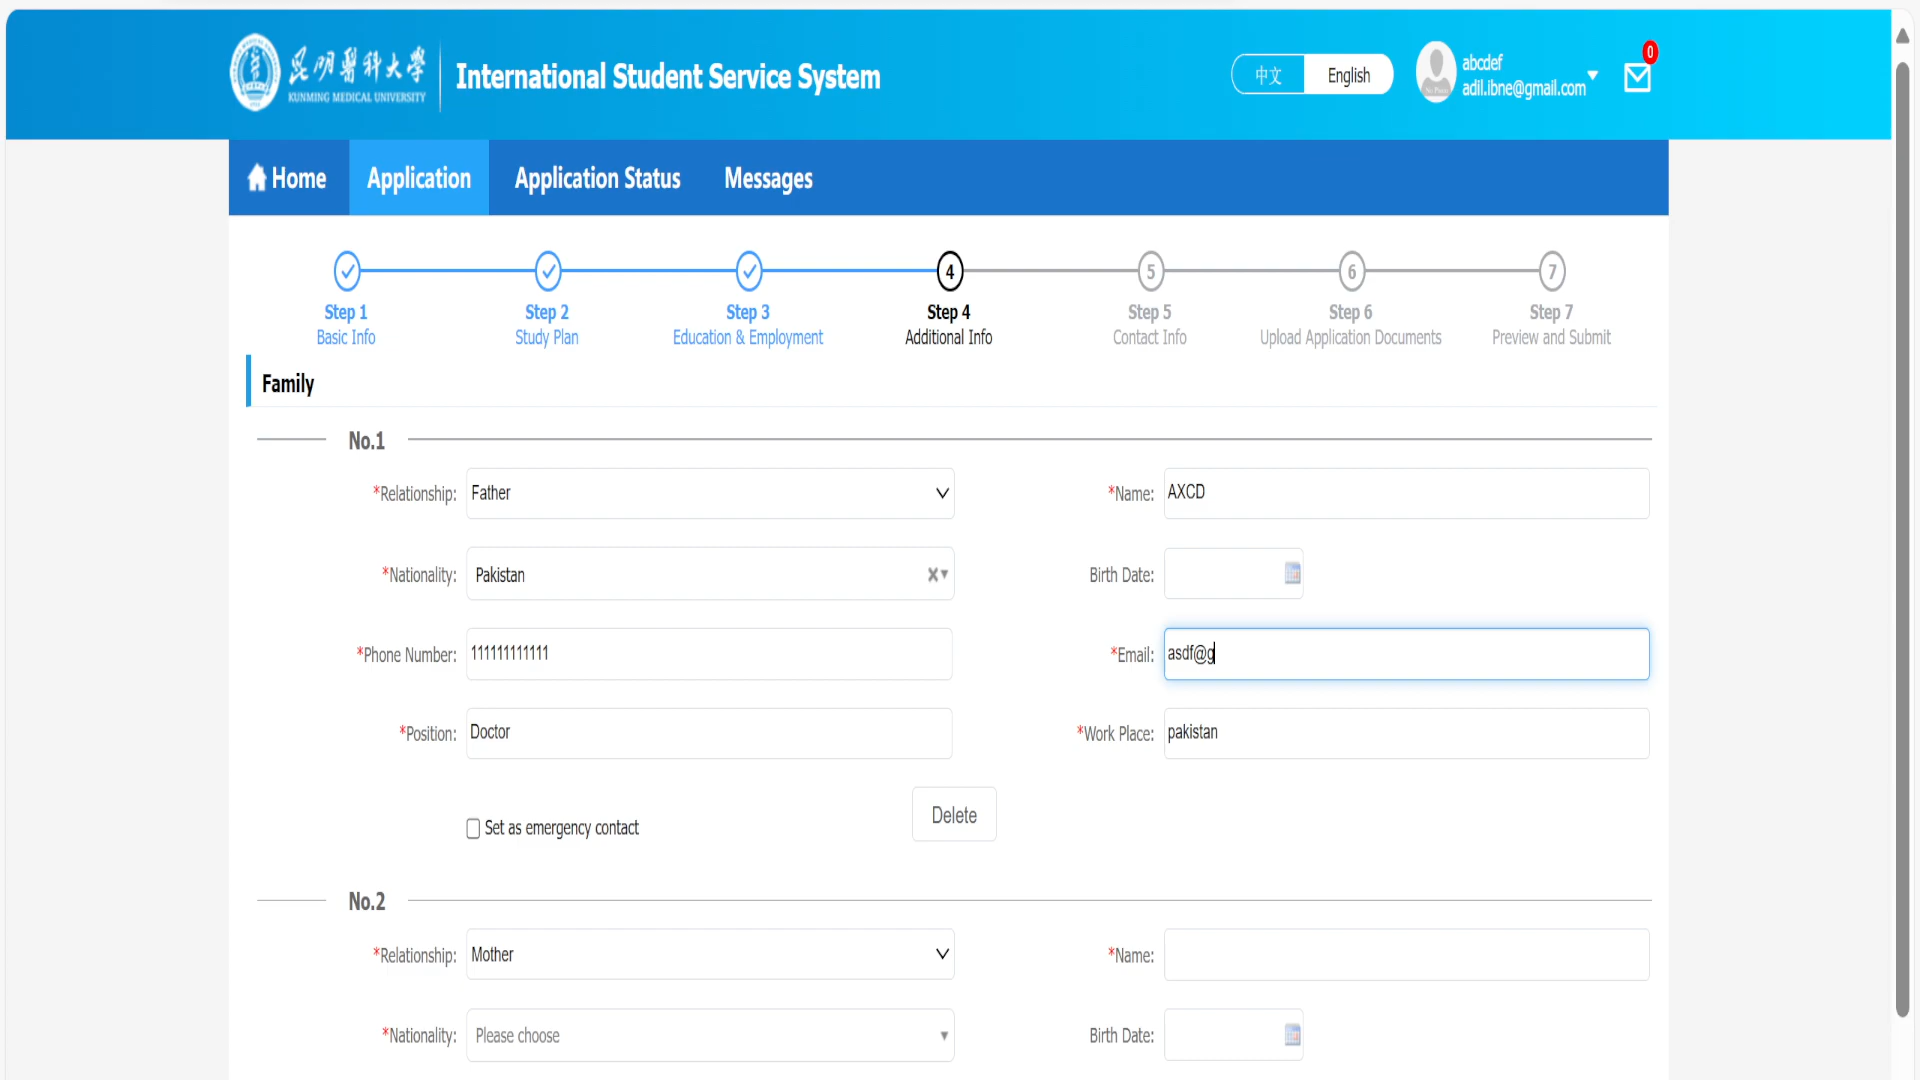 昆明醫科大學
KUNMING MEDICAL UNIVERSITY
International Student Service System
中文 English
abcdef
adil.ibne@gmail.com
0
Home Application Application Status Messages
4 5 6 7
Step 1 Step 2 Step 3 Step 4 Step 5 Step 6 Step 7
Basic Info Study Plan Education & Employment Additional Info Contact Info Upload Application Documents Preview and Submit
Family
No.1
*Relationship: Father *Name: AXCD
*Nationality: Pakistan Birth Date:
*Phone Number: 111111111111 *Email: asdf@g
*Position: Doctor *Work Place: pakistan
Set as emergency contact Delete
No.2
*Relationship: Mother *Name:
*Nationality: Please choose Birth Date: